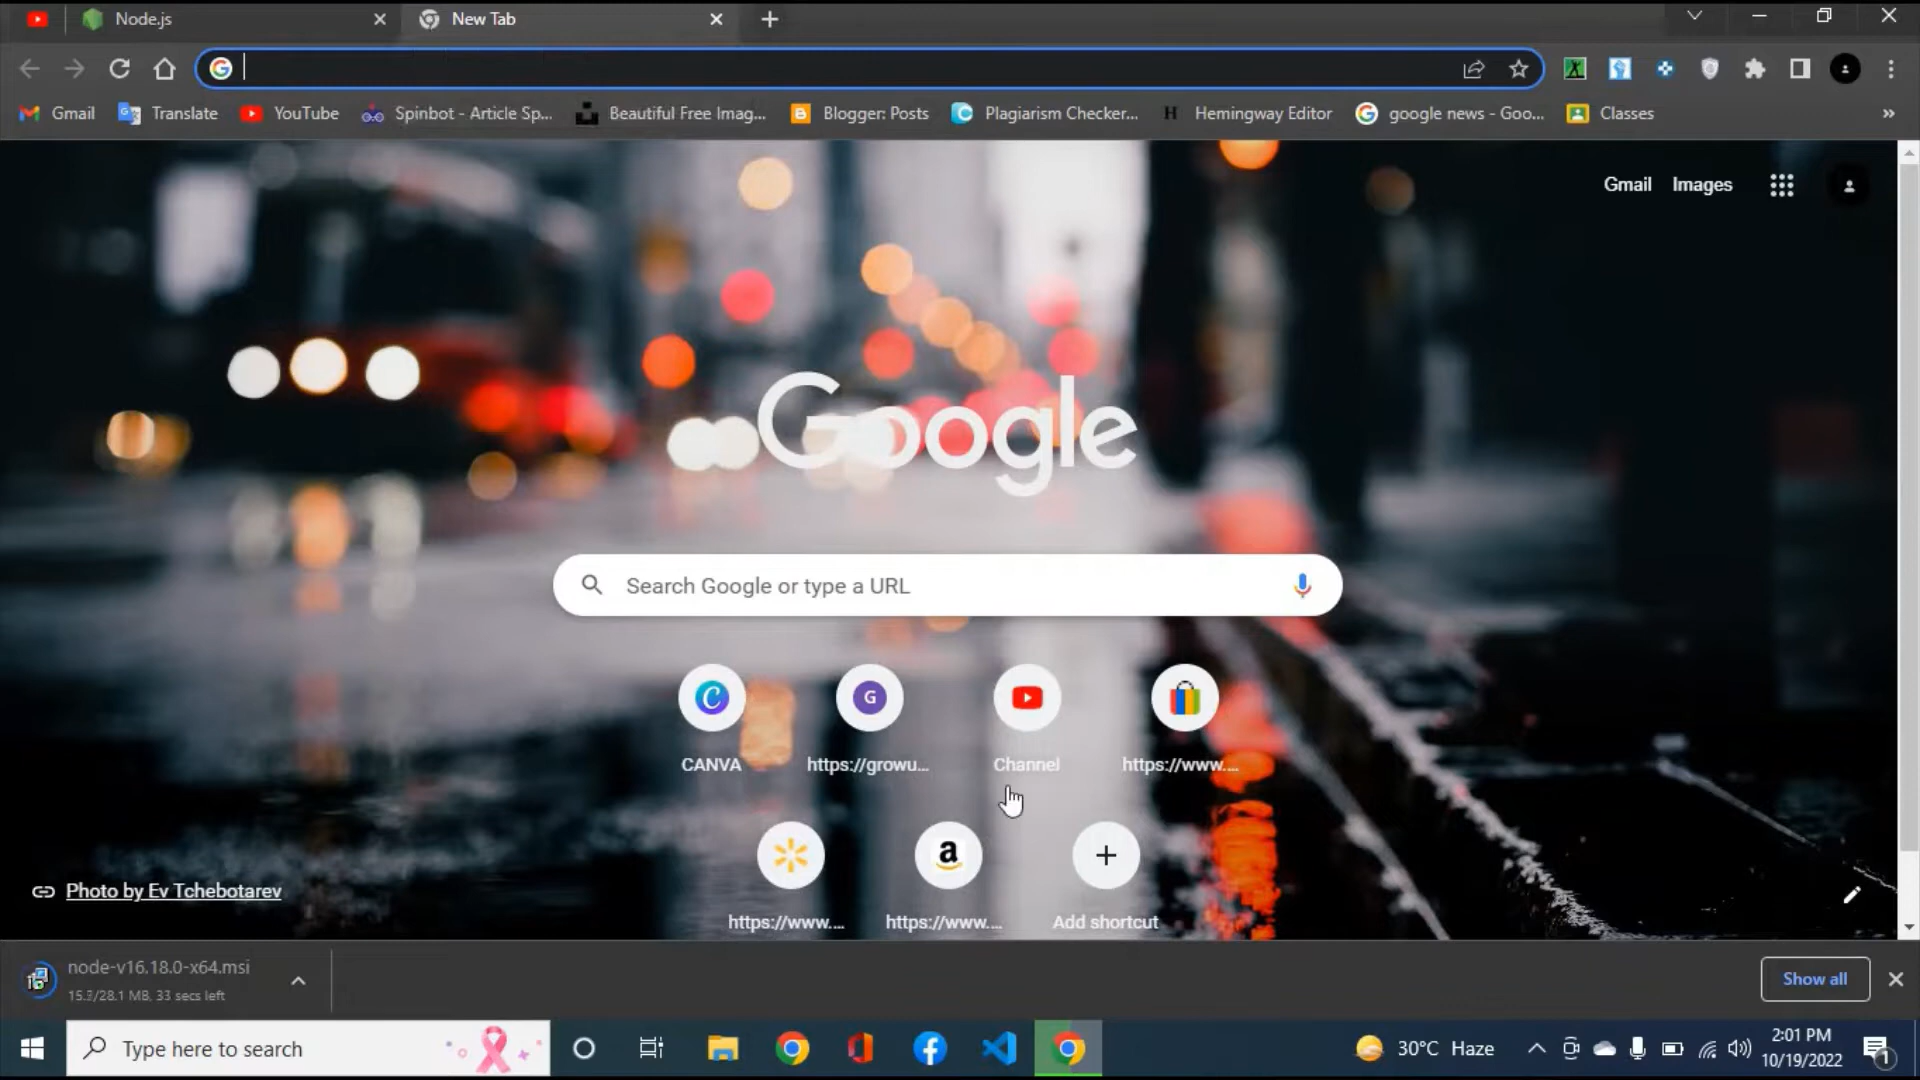 Node.js
New Tab
Gmail
Translate
YouTube
Spinbot - Article Sp...
Beautiful Free Imag...
Blogger: Posts
Plagiarism Checker...
H Hemingway Editor
google news - Goo...
Classes
»
Gmail
Images
Google
Search Google or type a URL
G
CANVA
https://growu...
Channel
https://www....
a
https://www....
https://www....
Add shortcut
Photo by Ev Tchebotarev
node-v16.18.0-x64.msi
28.1 MB, 33 secs left
Show all
Type here to search
30°C Haze
2:01 PM
10/19/2022
1